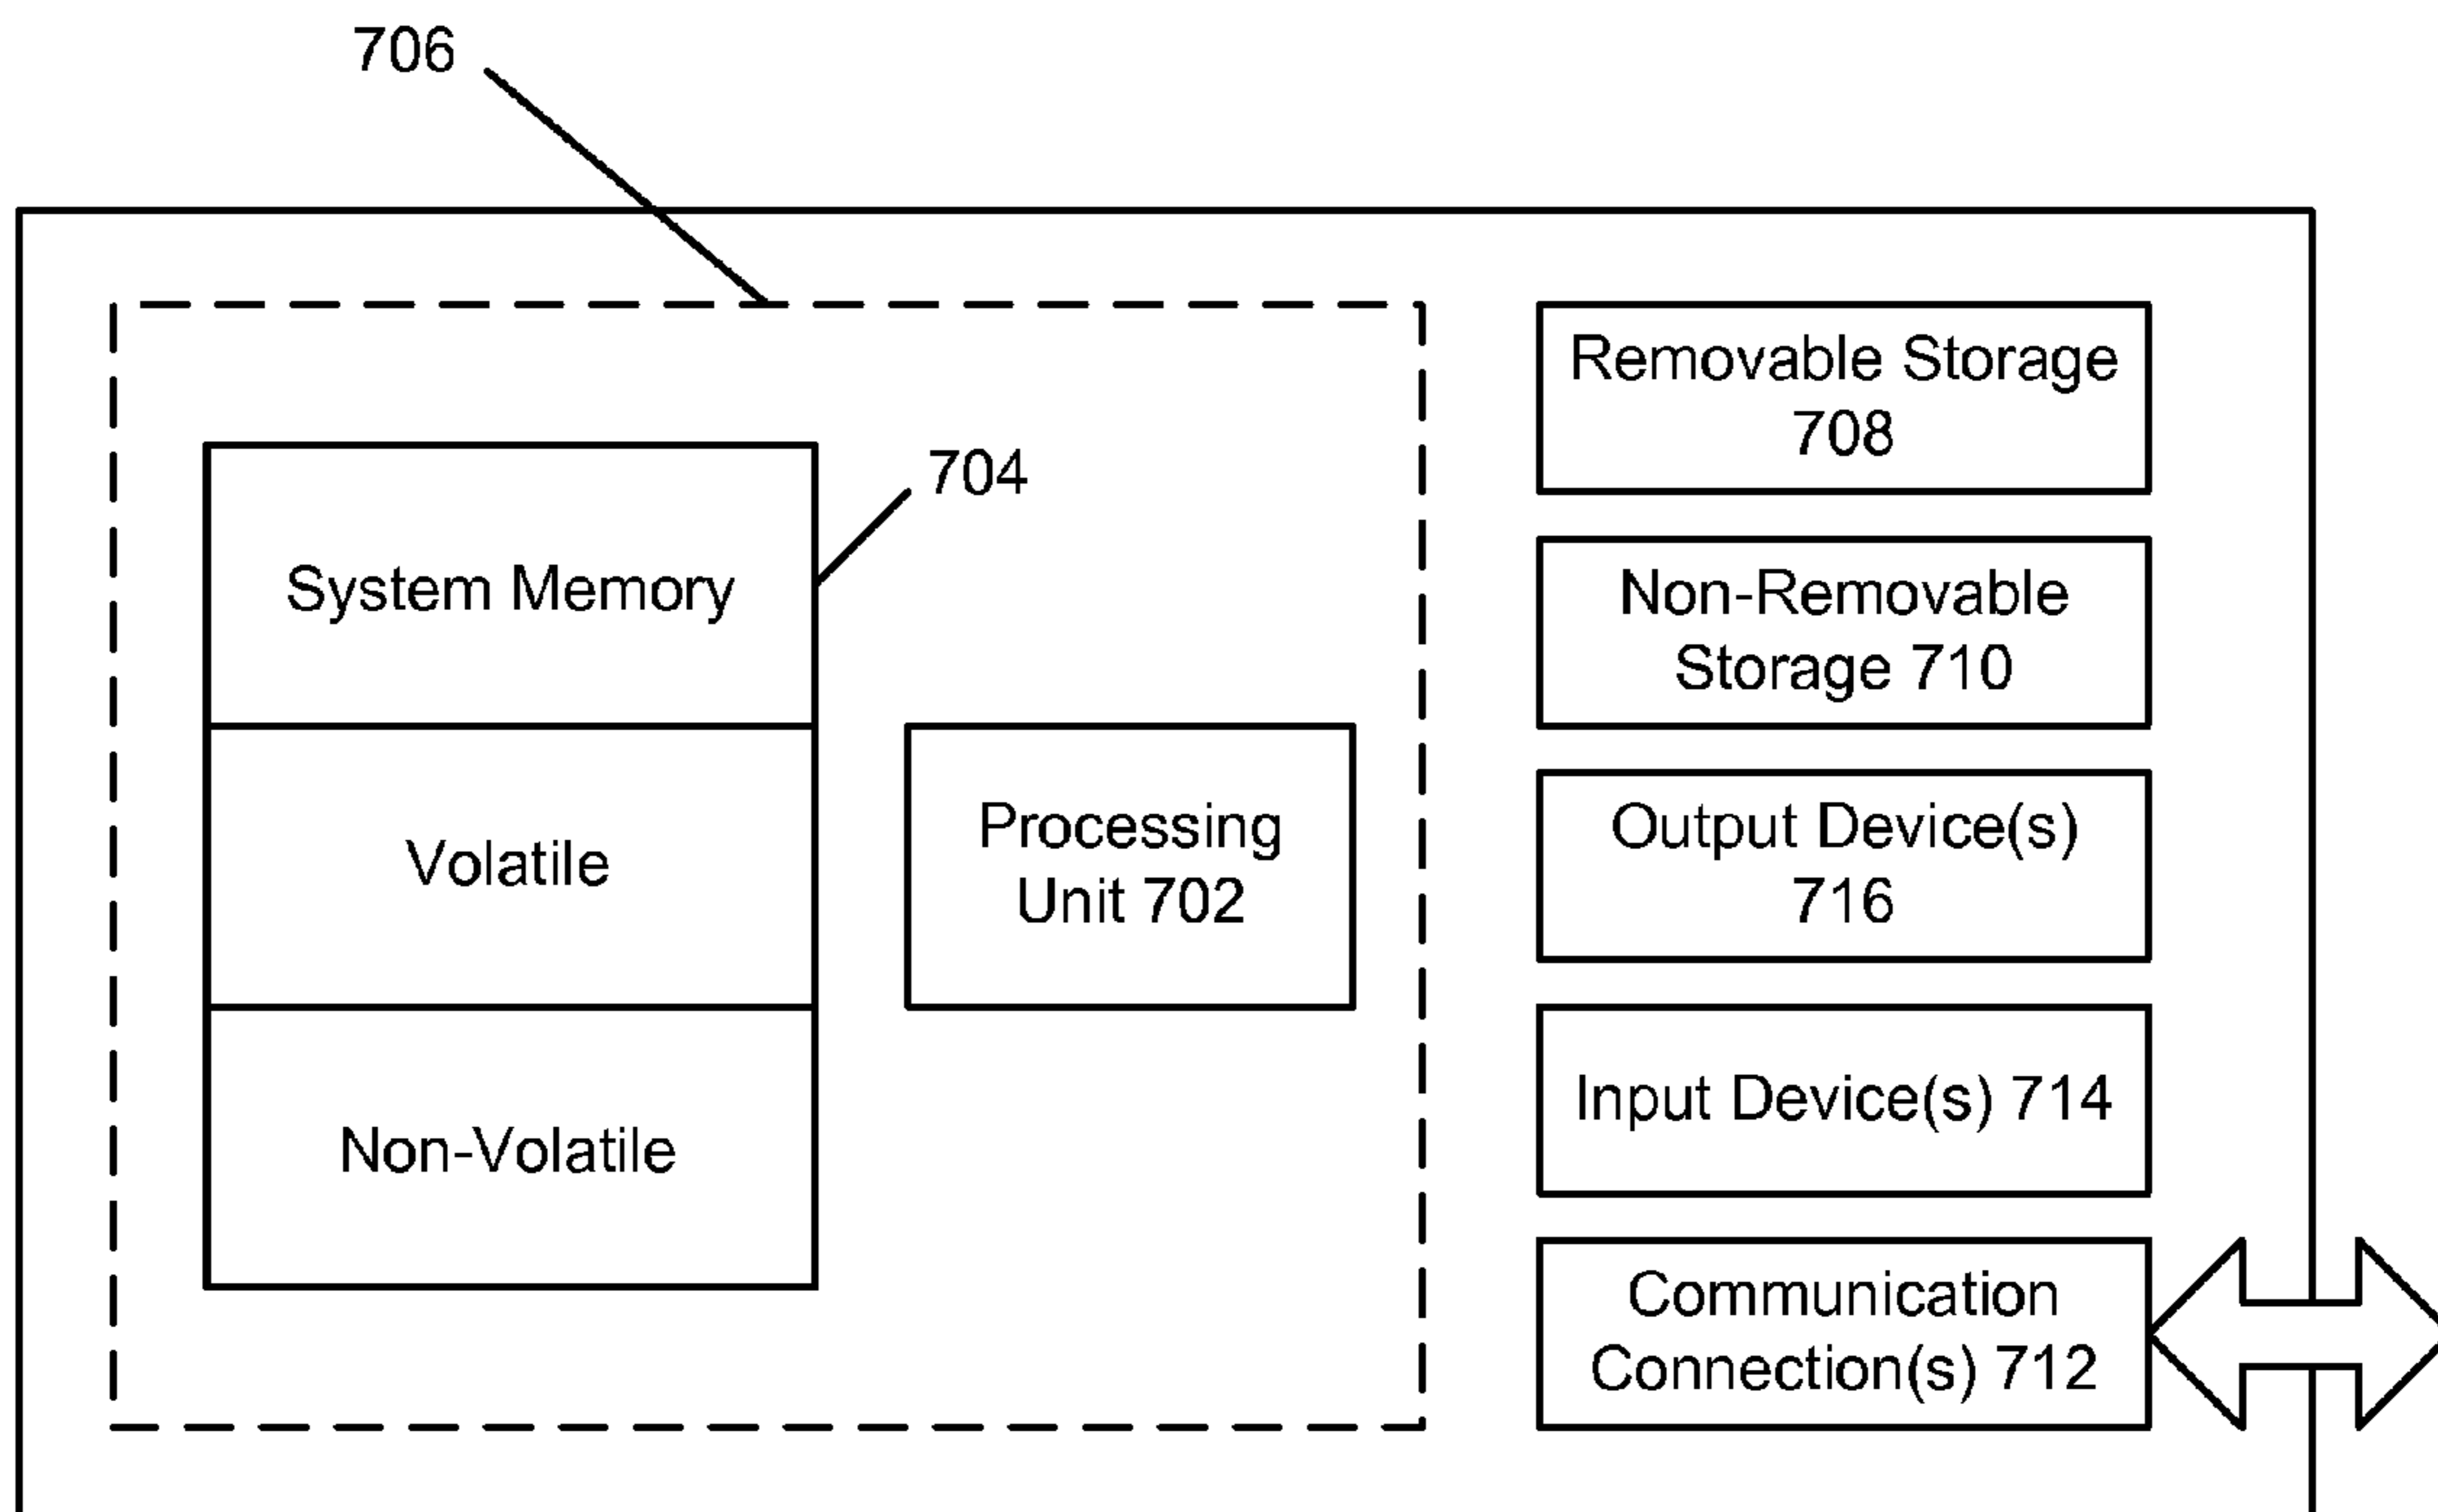 706
704
System Memory
Volatile
Non-Volatile
Processing
Unit 702
Removable Storage
708
Non-Removable
Storage 710
Output Device(s)
716
Input Device(s) 714
Communication
Connection(s) 712